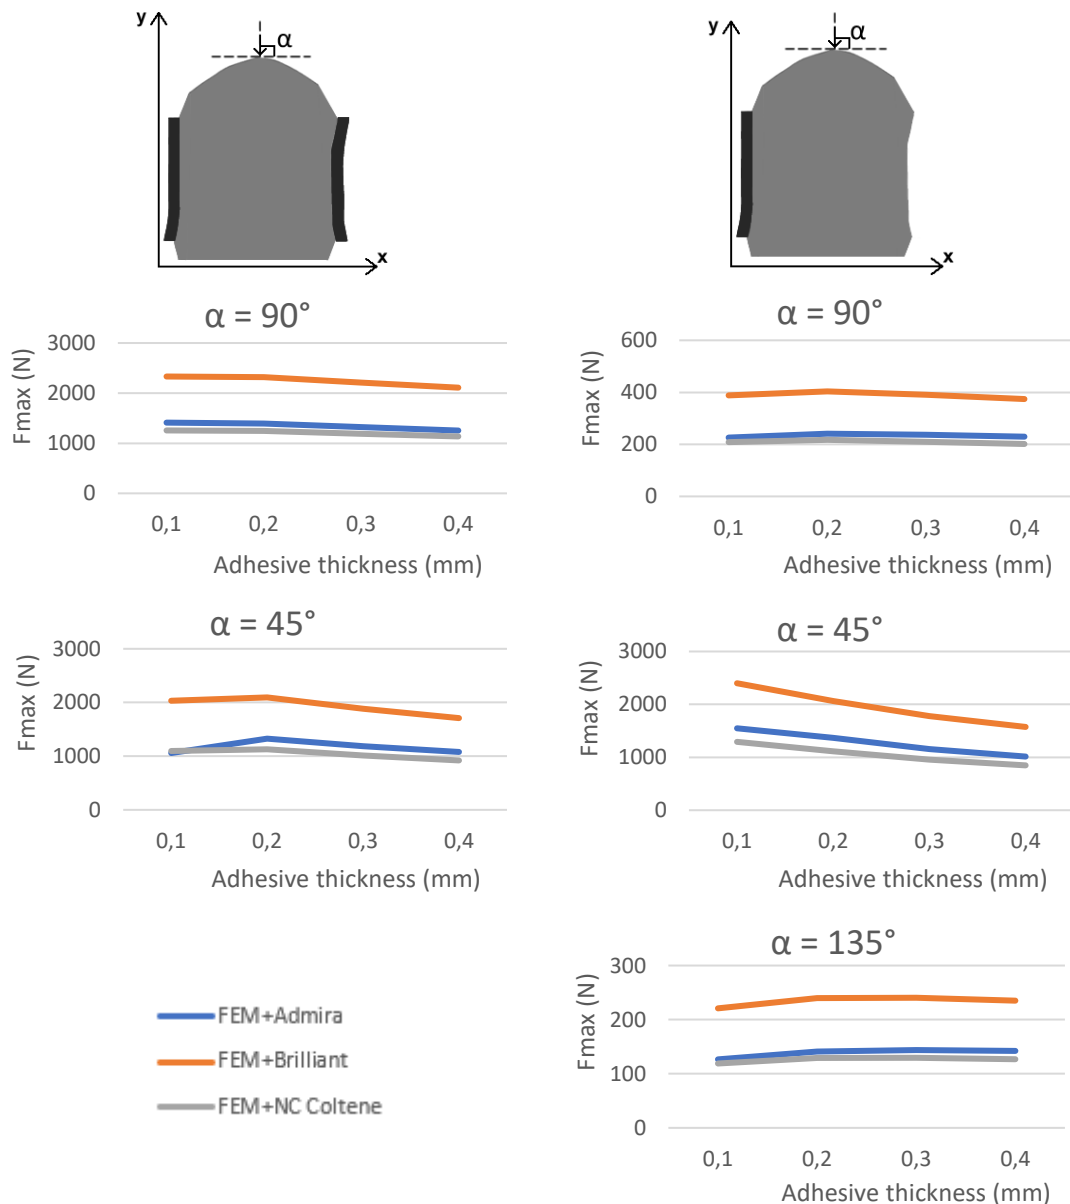 y
α
x
α = 90°
Fmax (N)
3000
2000
1000
0
0,1 0,2 0,3 0,4
Adhesive thickness (mm)
α = 45°
Fmax (N)
3000
2000
1000
0
0,1 0,2 0,3 0,4
Adhesive thickness (mm)
FEM+Admira
FEM+Brilliant
FEM+NC Coltene
y
α
x
α = 90°
Fmax (N)
600
400
200
0
0,1 0,2 0,3 0,4
Adhesive thickness (mm)
α = 45°
Fmax (N)
3000
2000
1000
0
0,1 0,2 0,3 0,4
Adhesive thickness (mm)
α = 135°
Fmax (N)
300
200
100
0
0,1 0,2 0,3 0,4
Adhesive thickness (mm)